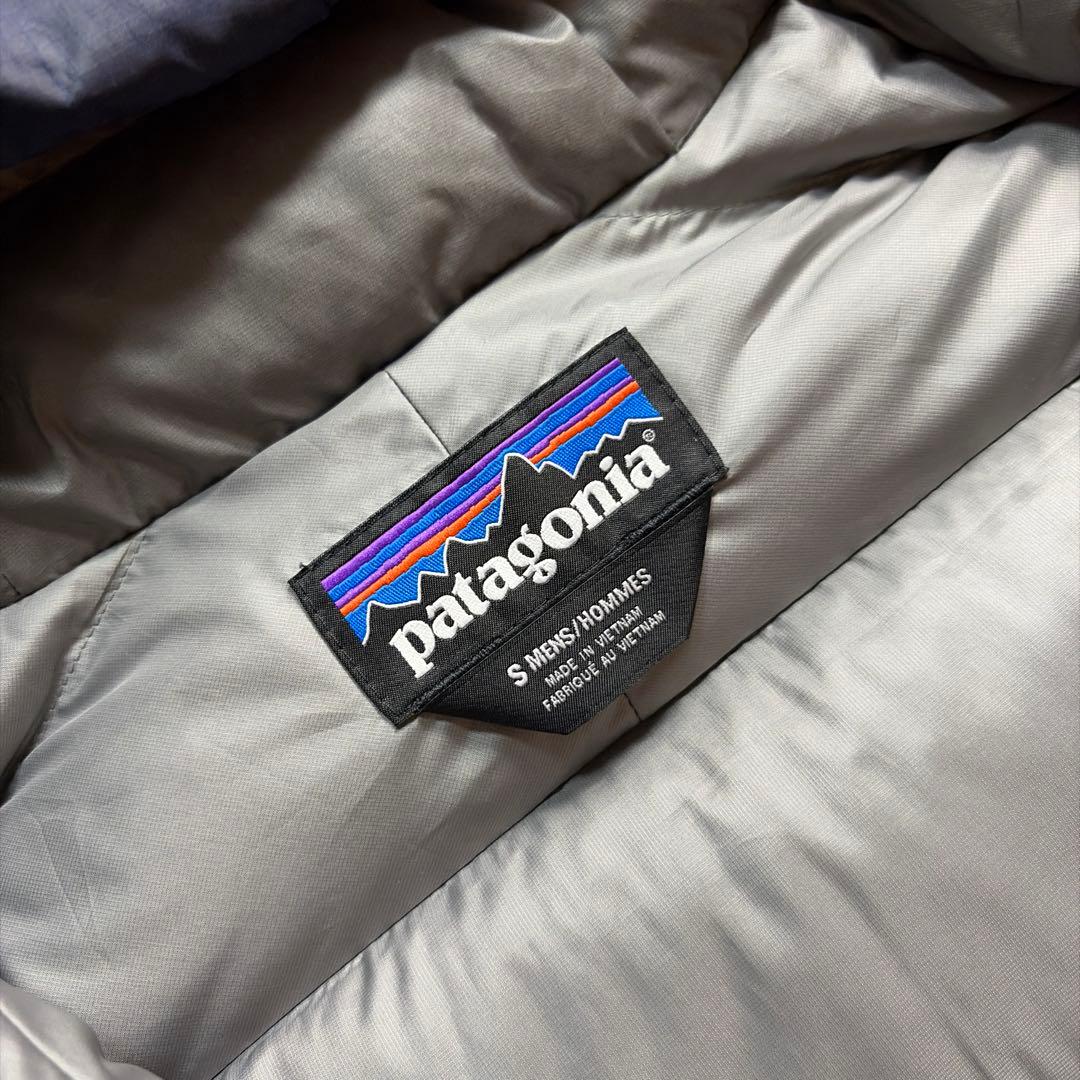 patagonia®
S MENS/HOMMES
MADE IN VIETNAM
FABRIQUÉ AU VIETNAM